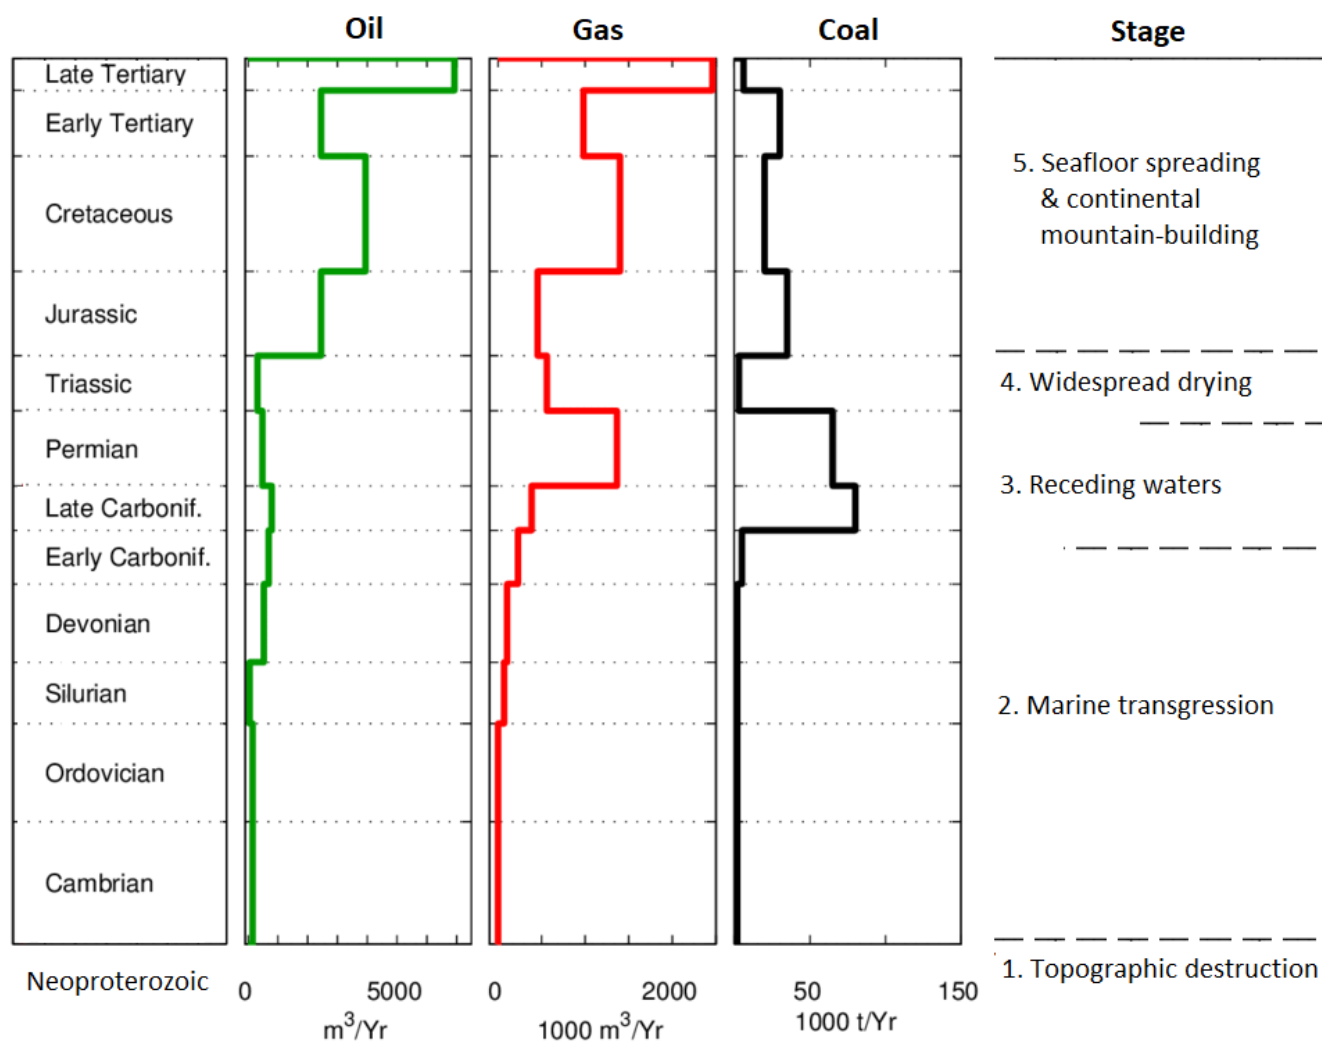 Oil Gas Coal Stage
Late Tertiary
Early Tertiary
5. Seafloor spreading
& continental
mountain-building
Cretaceous
Jurassic
Triassic
4. Widespread drying
Permian
3. Receding waters
Late Carbonif.
Early Carbonif.
Devonian
Silurian
2. Marine transgression
Ordovician
Cambrian
1. Topographic destruction
Neoproterozoic
0 5000 0 2000 50 150
m³/Yr 1000 m³/Yr 1000 t/Yr